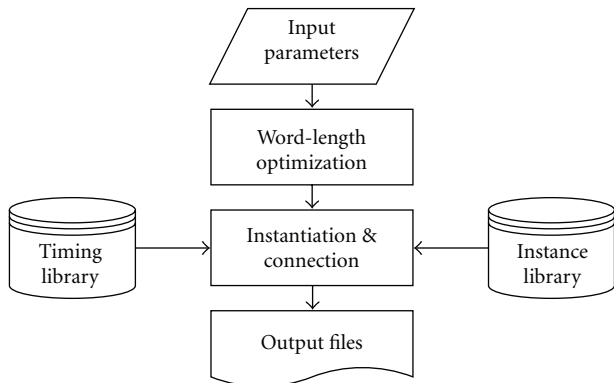 Input
parameters
Word-length
optimization
Timing
library
Instantiation &
connection
Instance
library
Output files